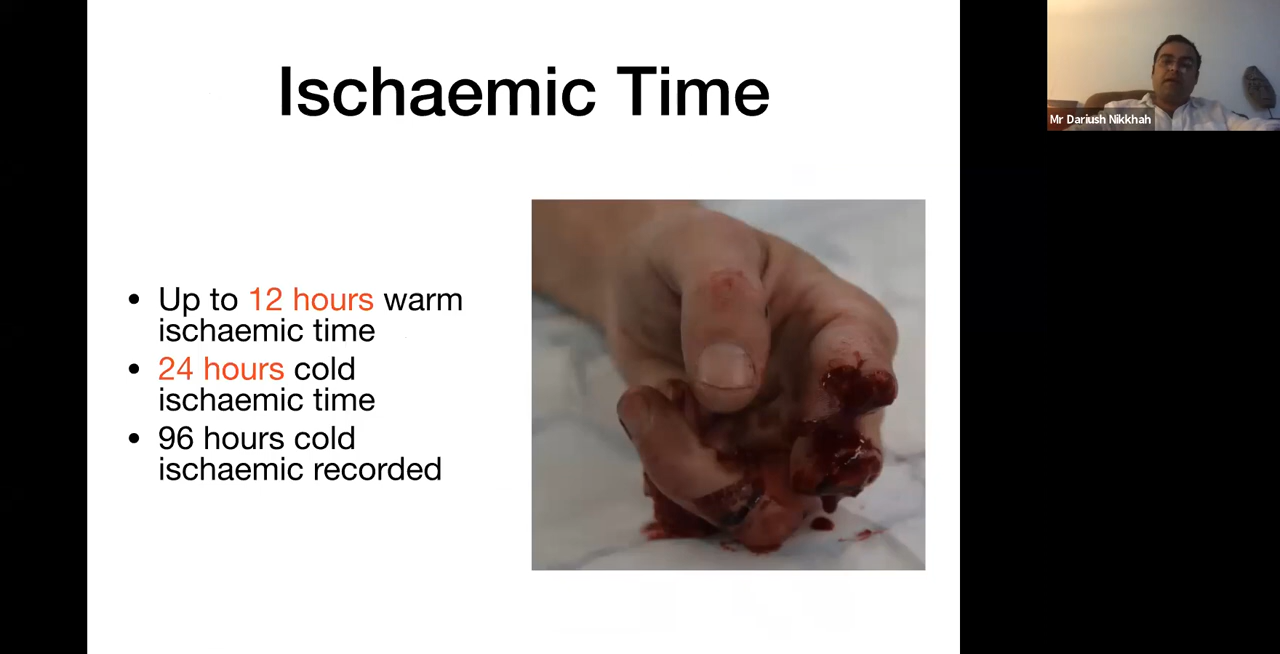 Ischaemic Time
Mr Dariush Nikkhah
• Up to 12 hours warm
ischaemic time
• 24 hours cold
ischaemic time
• 96 hours cold
ischaemic recorded